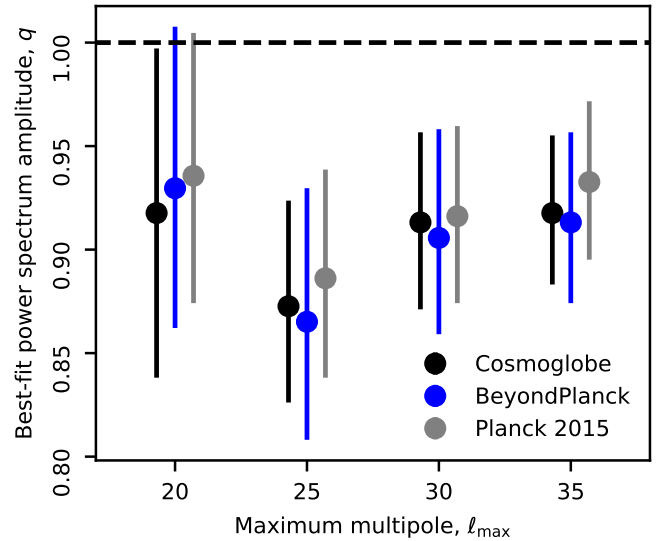 Best-fit power spectrum amplitude, q
1.00
0.95
0.90
0.85
0.80
Cosmoglobe
BeyondPlanck
Planck 2015
20 25 30 35
Maximum multipole, ℓmax